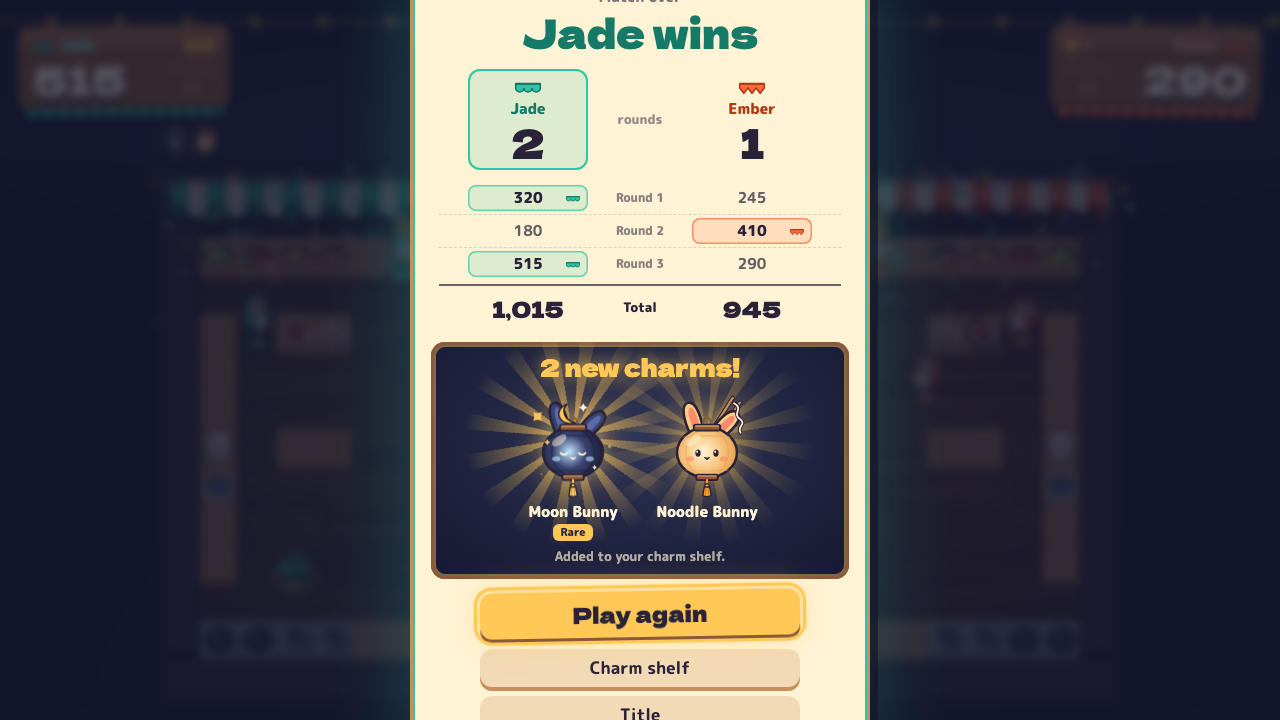 515
290
Jade wins
Jade
rounds
Ember
2
1
320 Round 1 245
180 Round 2 410
515 Round 3 290
1,015 Total 945
2 new charms!
Moon Bunny
Noodle Bunny
Rare
Added to your charm shelf.
Play again
Charm shelf
Title